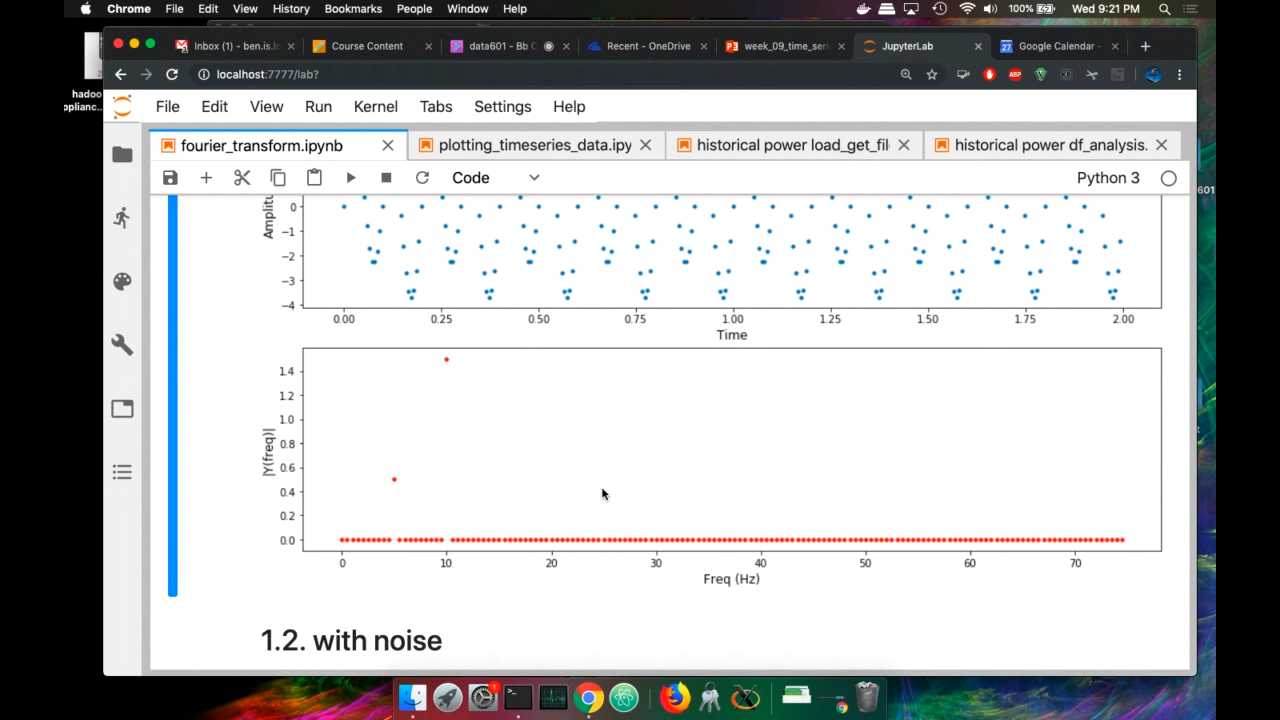 Chrome File Edit View History Bookmarks People Window Help 100% Wed 9:21 PM
Inbox (1) - ben.is.lo Course Content data601 - Bb C Recent - OneDrive week_09_time_seri JupyterLab Google Calendar -
localhost:7777/lab?
hadoo
pplianc...
File Edit View Run Kernel Tabs Settings Help
fourier_transform.ipynb plotting_timeseries_data.ipy historical power load_get_fil historical power df_analysis.
Code Python 3
601
Amplitu
0
−1
−2
−3
−4
0.00 0.25 0.50 0.75 1.00 1.25 1.50 1.75 2.00
Time
|Y(freq)|
1.4
1.2
1.0
0.8
0.6
0.4
0.2
0.0
0 10 20 30 40 50 60 70
Freq (Hz)
1.2. with noise